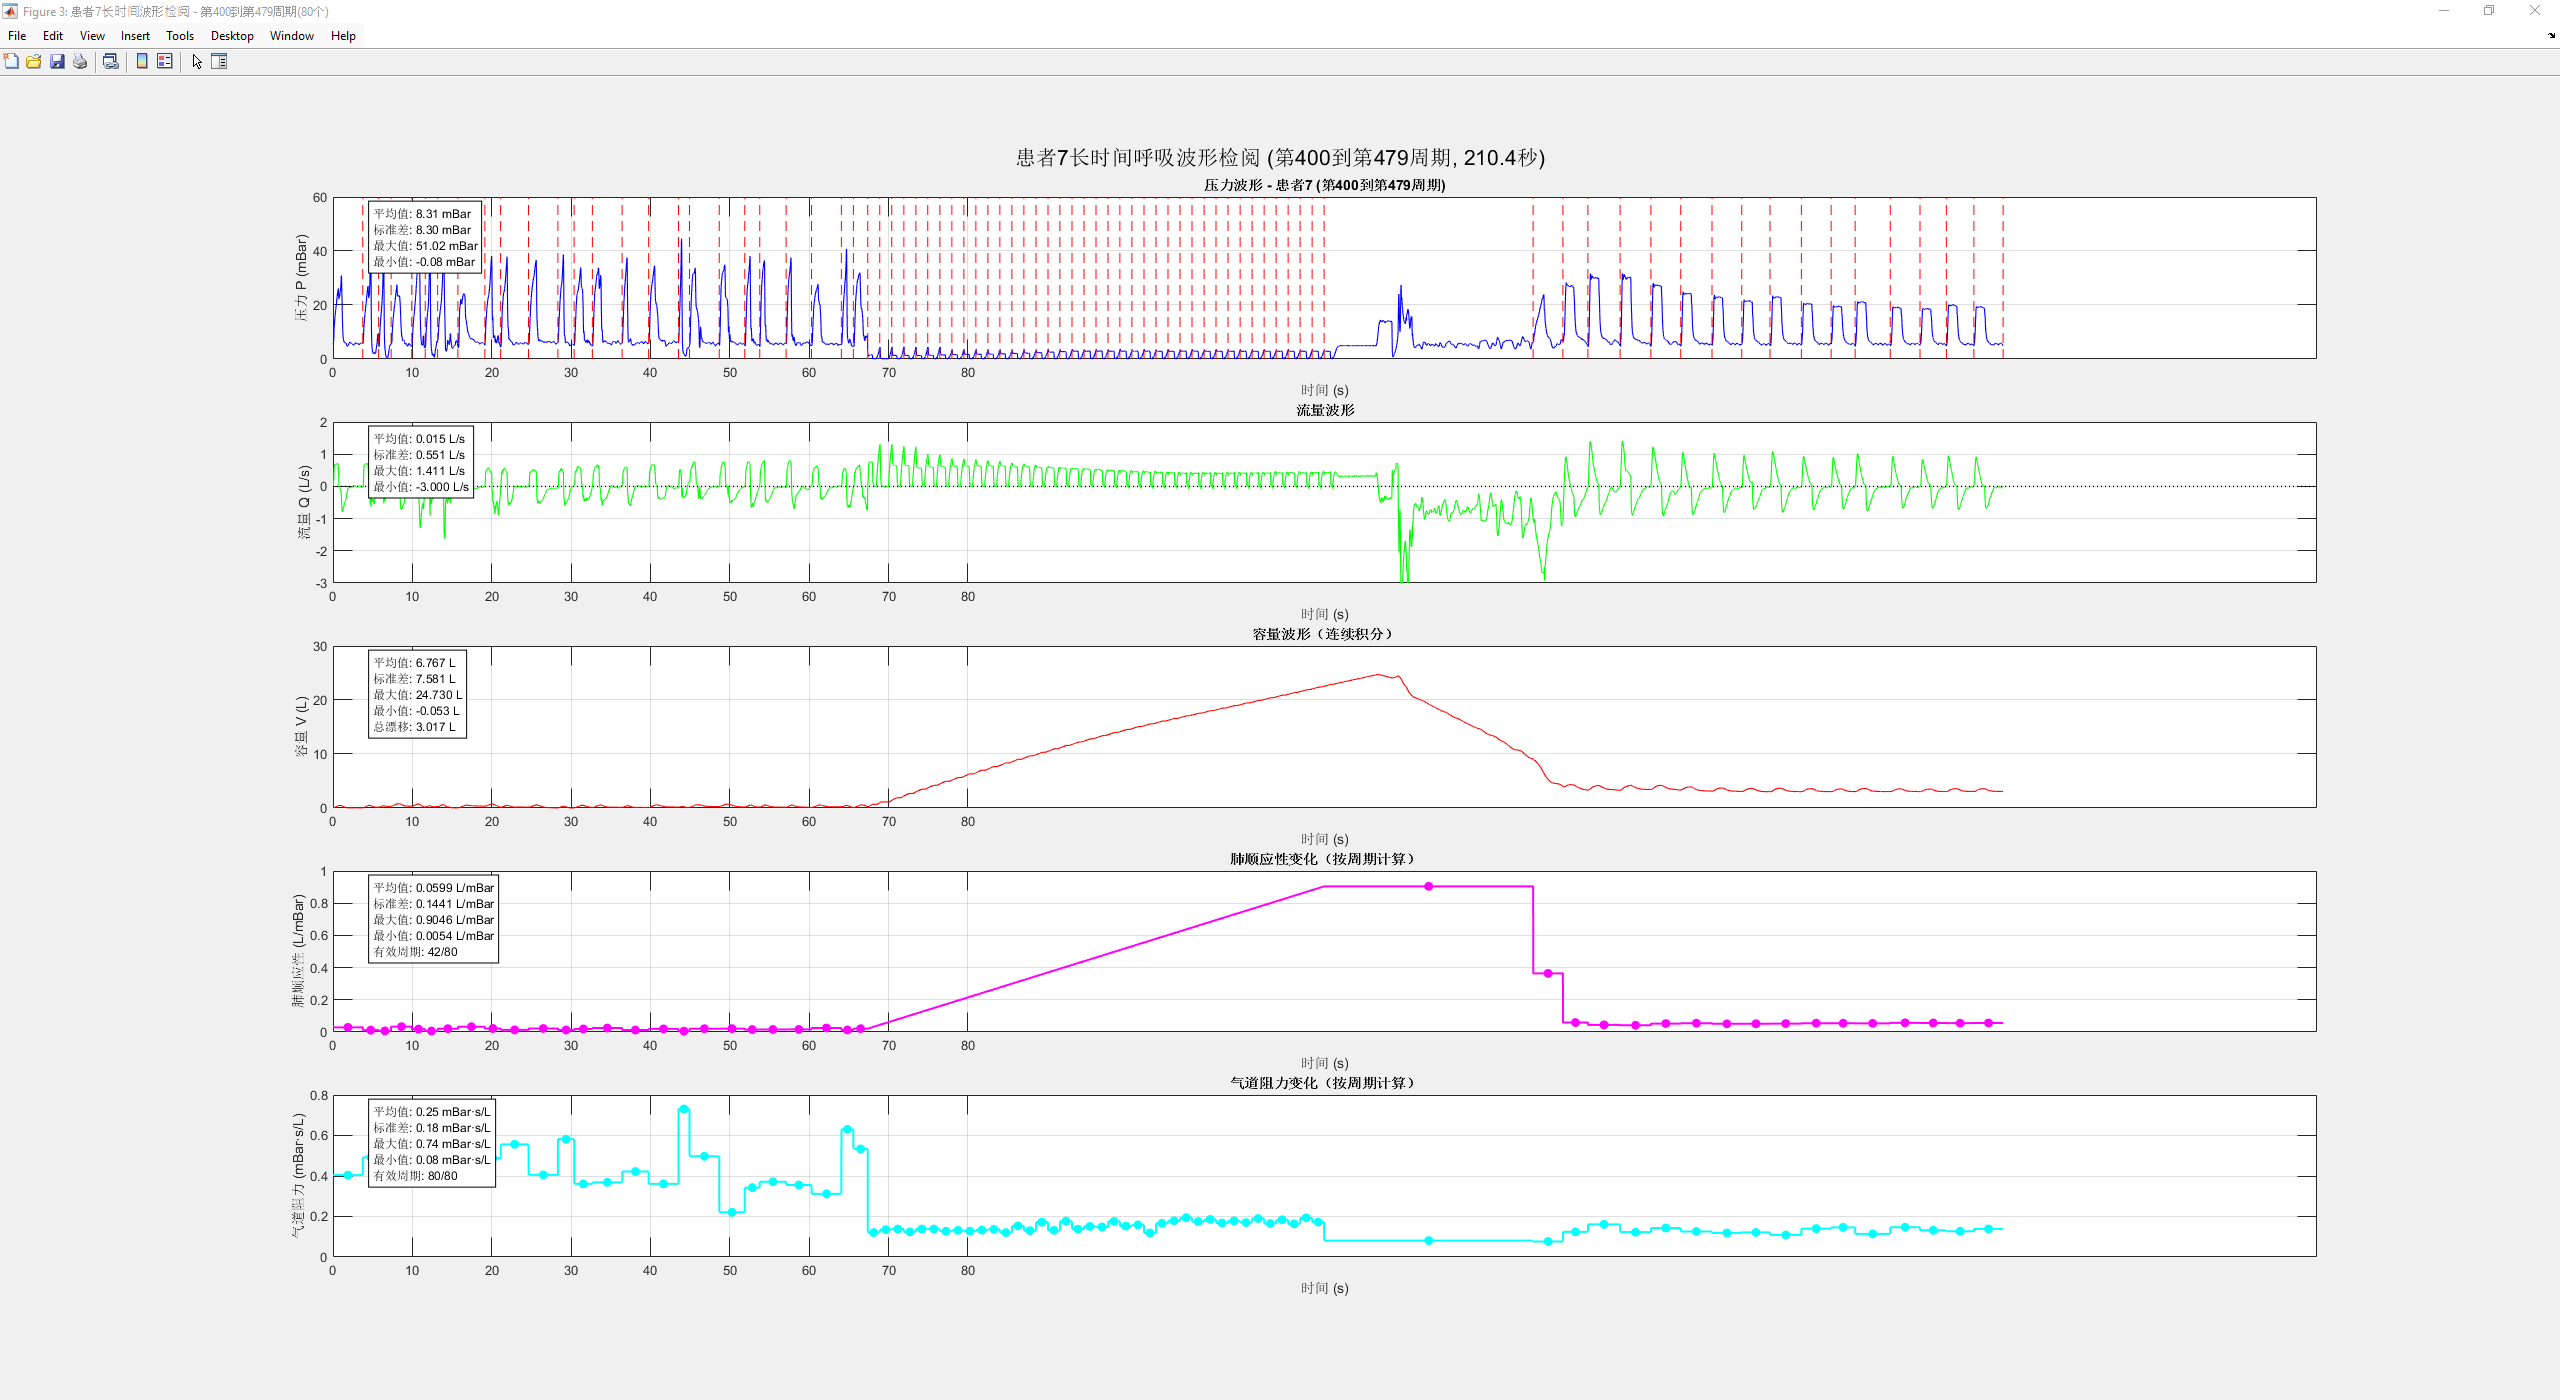 Figure 3: 患者7长时间波形检阅 - 第400到第479周期(80个)
File Edit View Insert Tools Desktop Window Help
患者7长时间呼吸波形检阅 (第400到第479周期, 210.4秒)
压力波形 - 患者7 (第400到第479周期)
压力 P (mBar)
60
40
20
0
平均值: 8.31 mBar
标准差: 8.30 mBar
最大值: 51.02 mBar
最小值: -0.08 mBar
0 10 20 30 40 50 60 70 80
时间 (s)
流量波形
流量 Q (L/s)
2
1
0
-1
-2
-3
平均值: 0.015 L/s
标准差: 0.551 L/s
最大值: 1.411 L/s
最小值: -3.000 L/s
0 10 20 30 40 50 60 70 80
时间 (s)
容量波形（连续积分）
容量 V (L)
30
20
10
0
平均值: 6.767 L
标准差: 7.581 L
最大值: 24.730 L
最小值: -0.053 L
总漂移: 3.017 L
0 10 20 30 40 50 60 70 80
时间 (s)
肺顺应性变化（按周期计算）
肺顺应性 (L/mBar)
1
0.8
0.6
0.4
0.2
0
平均值: 0.0599 L/mBar
标准差: 0.1441 L/mBar
最大值: 0.9046 L/mBar
最小值: 0.0054 L/mBar
有效周期: 42/80
0 10 20 30 40 50 60 70 80
时间 (s)
气道阻力变化（按周期计算）
气道阻力 (mBar·s/L)
0.8
0.6
0.4
0.2
0
平均值: 0.25 mBar·s/L
标准差: 0.18 mBar·s/L
最大值: 0.74 mBar·s/L
最小值: 0.08 mBar·s/L
有效周期: 80/80
0 10 20 30 40 50 60 70 80
时间 (s)